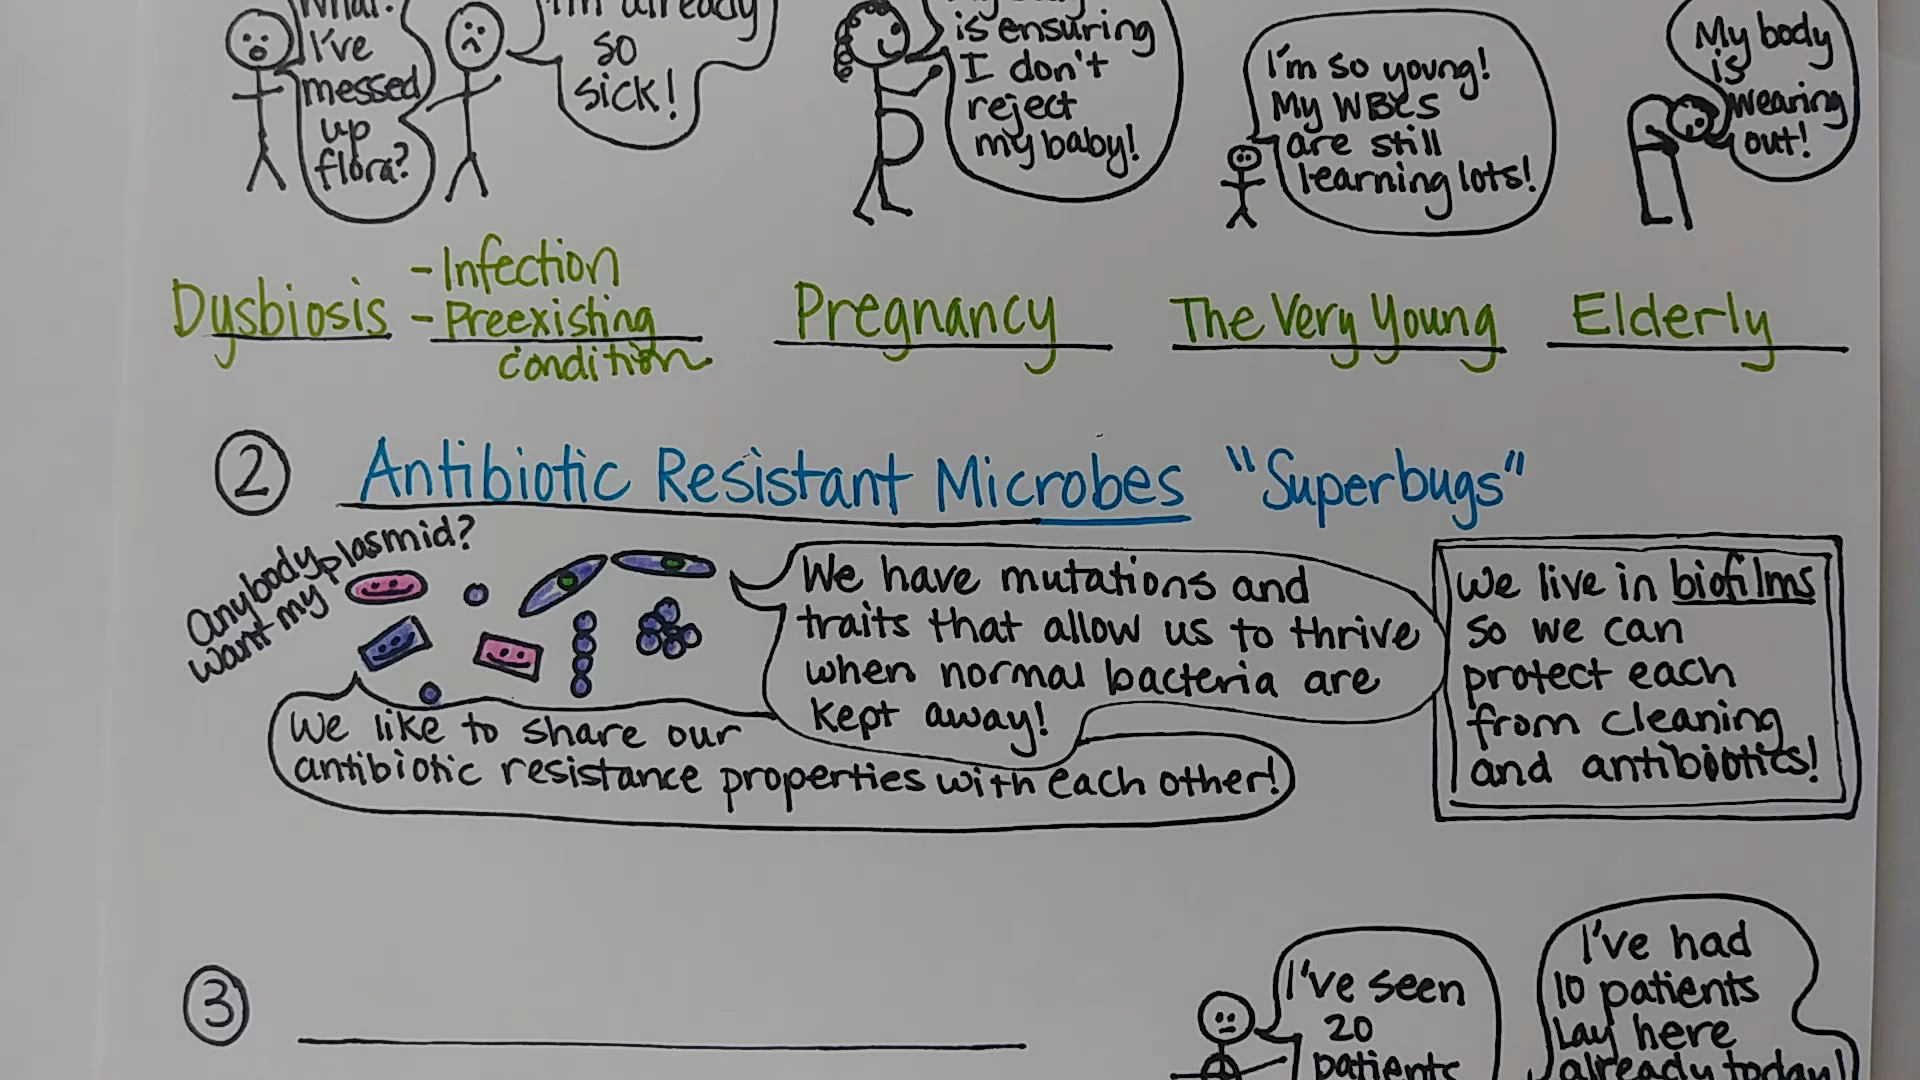 What?
I've
messed
up
flora?
I'm already
so
sick!
is ensuring
I don't
reject
my baby!
I'm so young!
My WBCs
are still
learning lots!
My body
is
wearing
out!
Dysbiosis
- Infection
- Preexisting
condition
Pregnancy
The Very Young
Elderly
2 Antibiotic Resistant Microbes "Superbugs"
Anybody
want my plasmid?
We have mutations and
traits that allow us to thrive
when normal bacteria are
kept away!
We like to share our
antibiotic resistance properties with each other!
We live in biofilms
so we can
protect each
from cleaning
and antibiotics!
3
I've seen
20
patients
I've had
10 patients
lay here
already today!